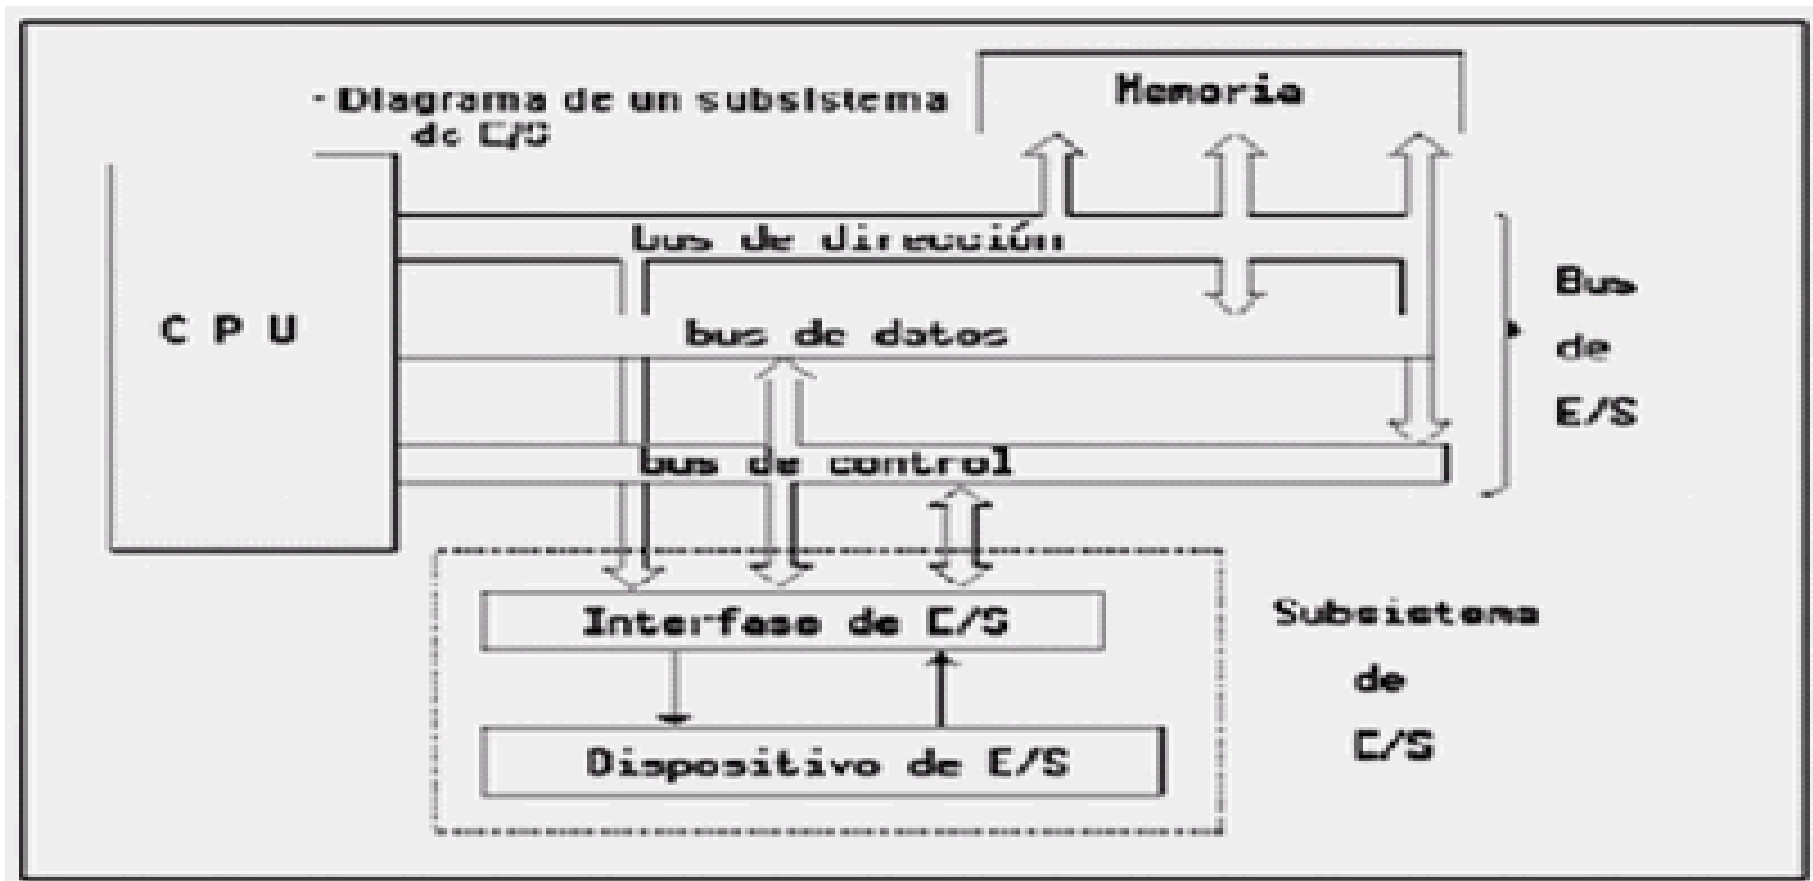 - Diagrama de un subsistema
de E/S
Memoria
bus de dirección
CPU
bus de datos
bus de control
Bus
de
E/S
Interfase de E/S
Dispositivo de E/S
Subsistema
de
E/S